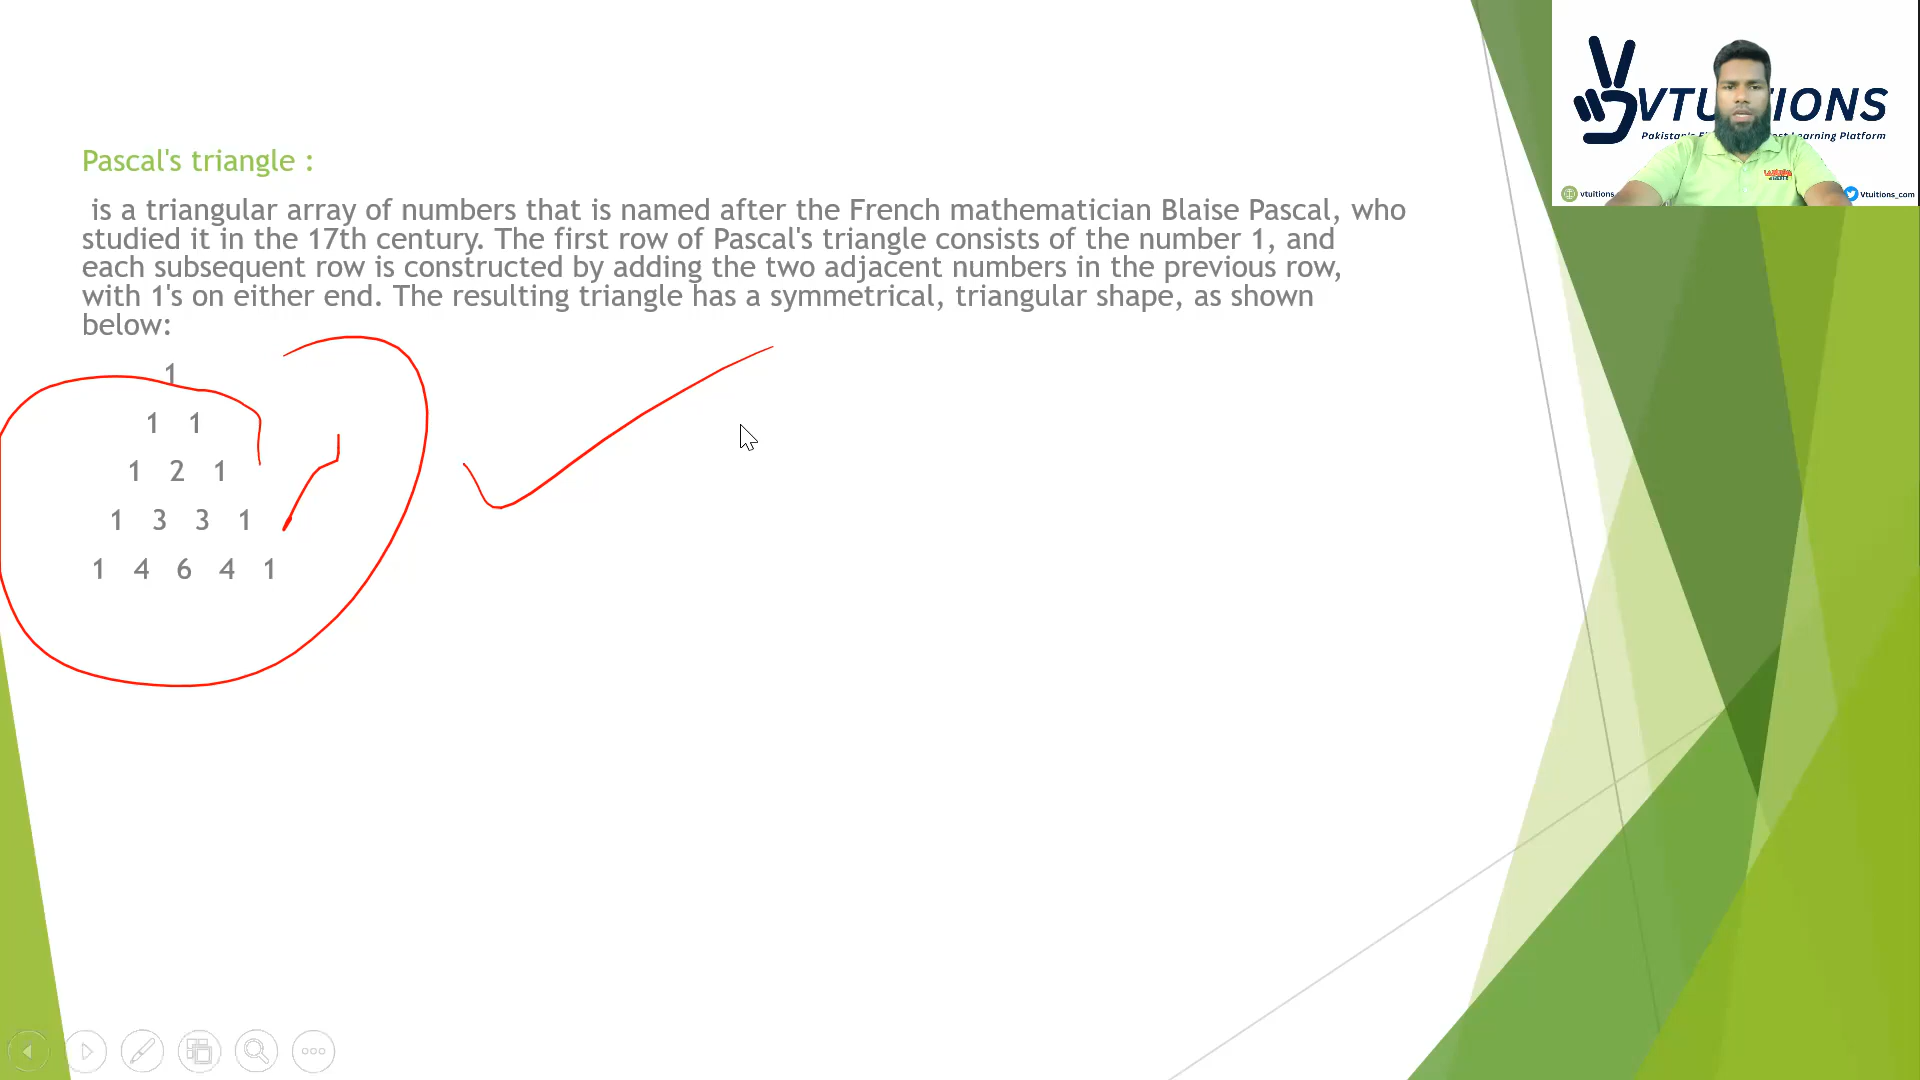 VTUITIONS
Pakistan's
Learning Platform
vtuitions
Vtuitions_com
Pascal's triangle :
is a triangular array of numbers that is named after the French mathematician Blaise Pascal, who
studied it in the 17th century. The first row of Pascal's triangle consists of the number 1, and
each subsequent row is constructed by adding the two adjacent numbers in the previous row,
with 1's on either end. The resulting triangle has a symmetrical, triangular shape, as shown
below:
1
1 1
1 2 1
1 3 3 1
1 4 6 4 1